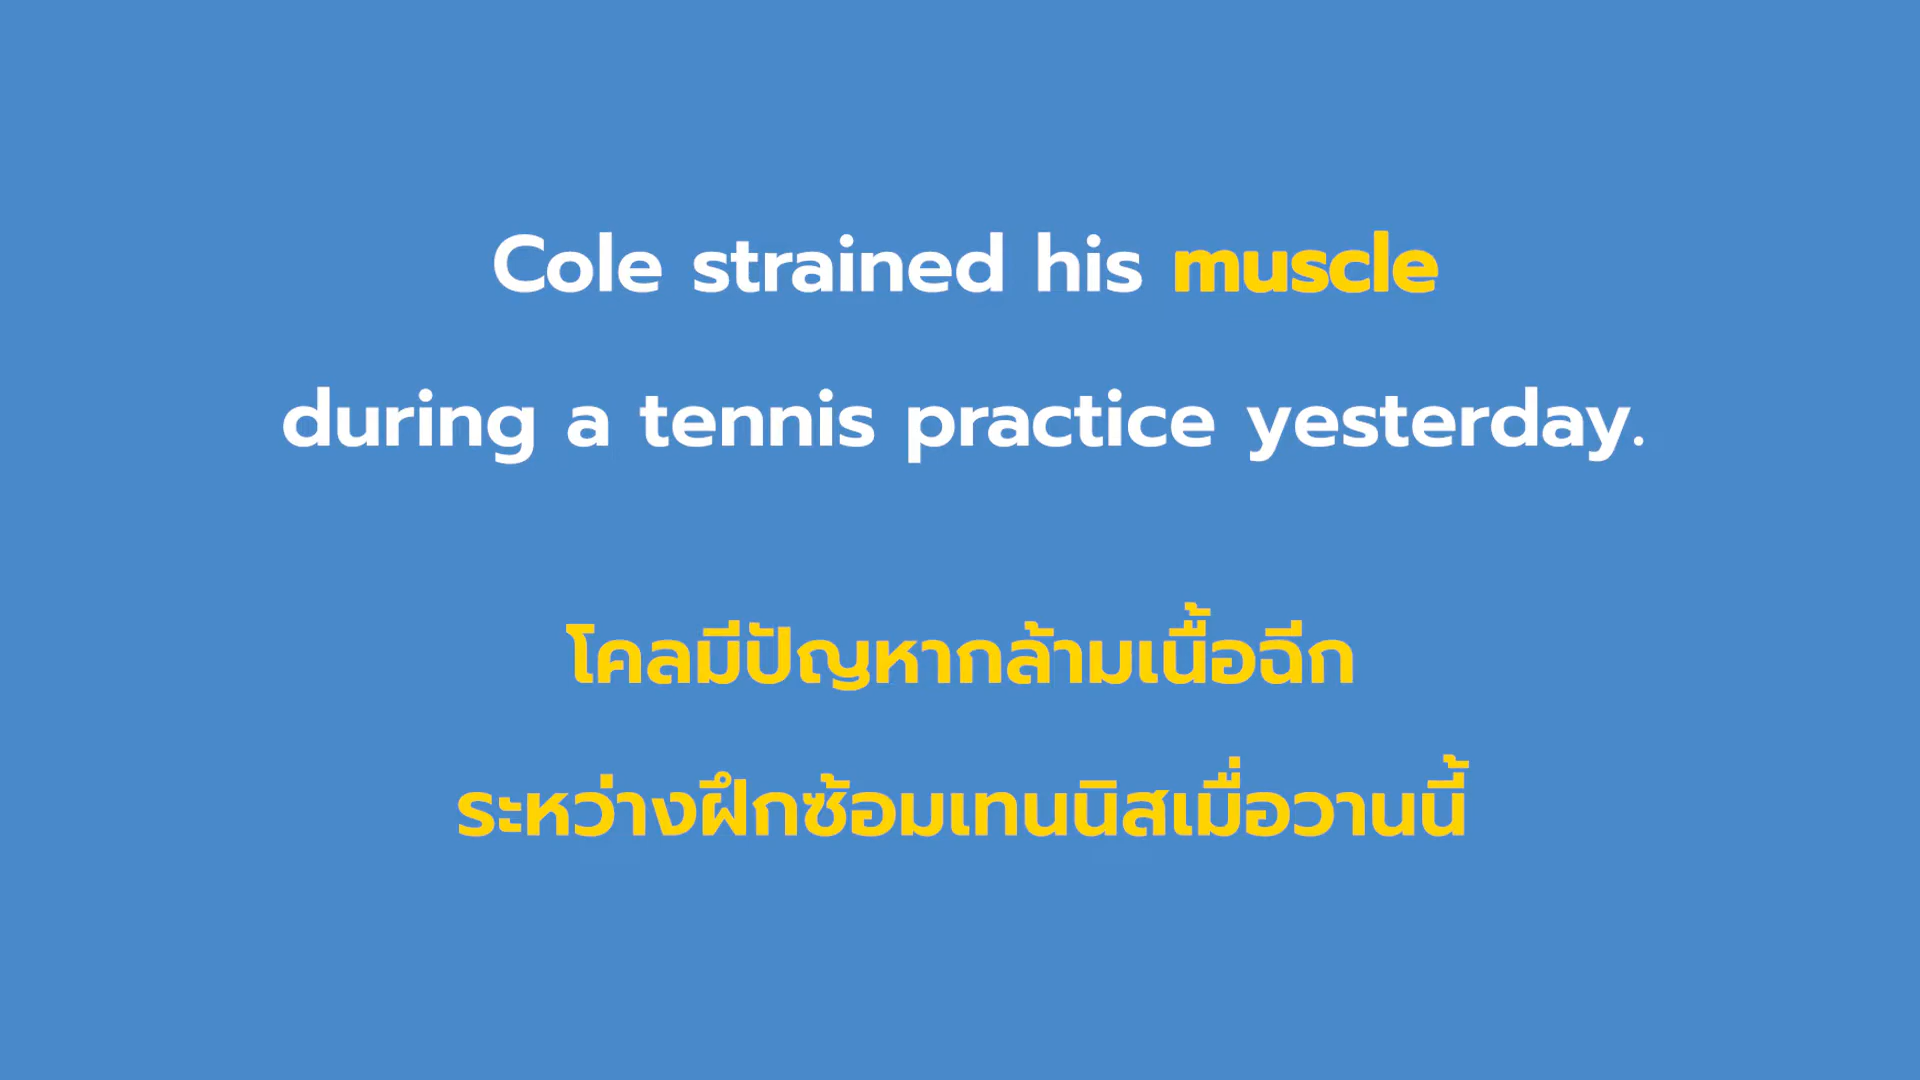 Cole strained his muscle
during a tennis practice yesterday.
โคลมีปัญหากล้ามเนื้อฉีก
ระหว่างฝึกซ้อมเทนนิสเมื่อวานนี้